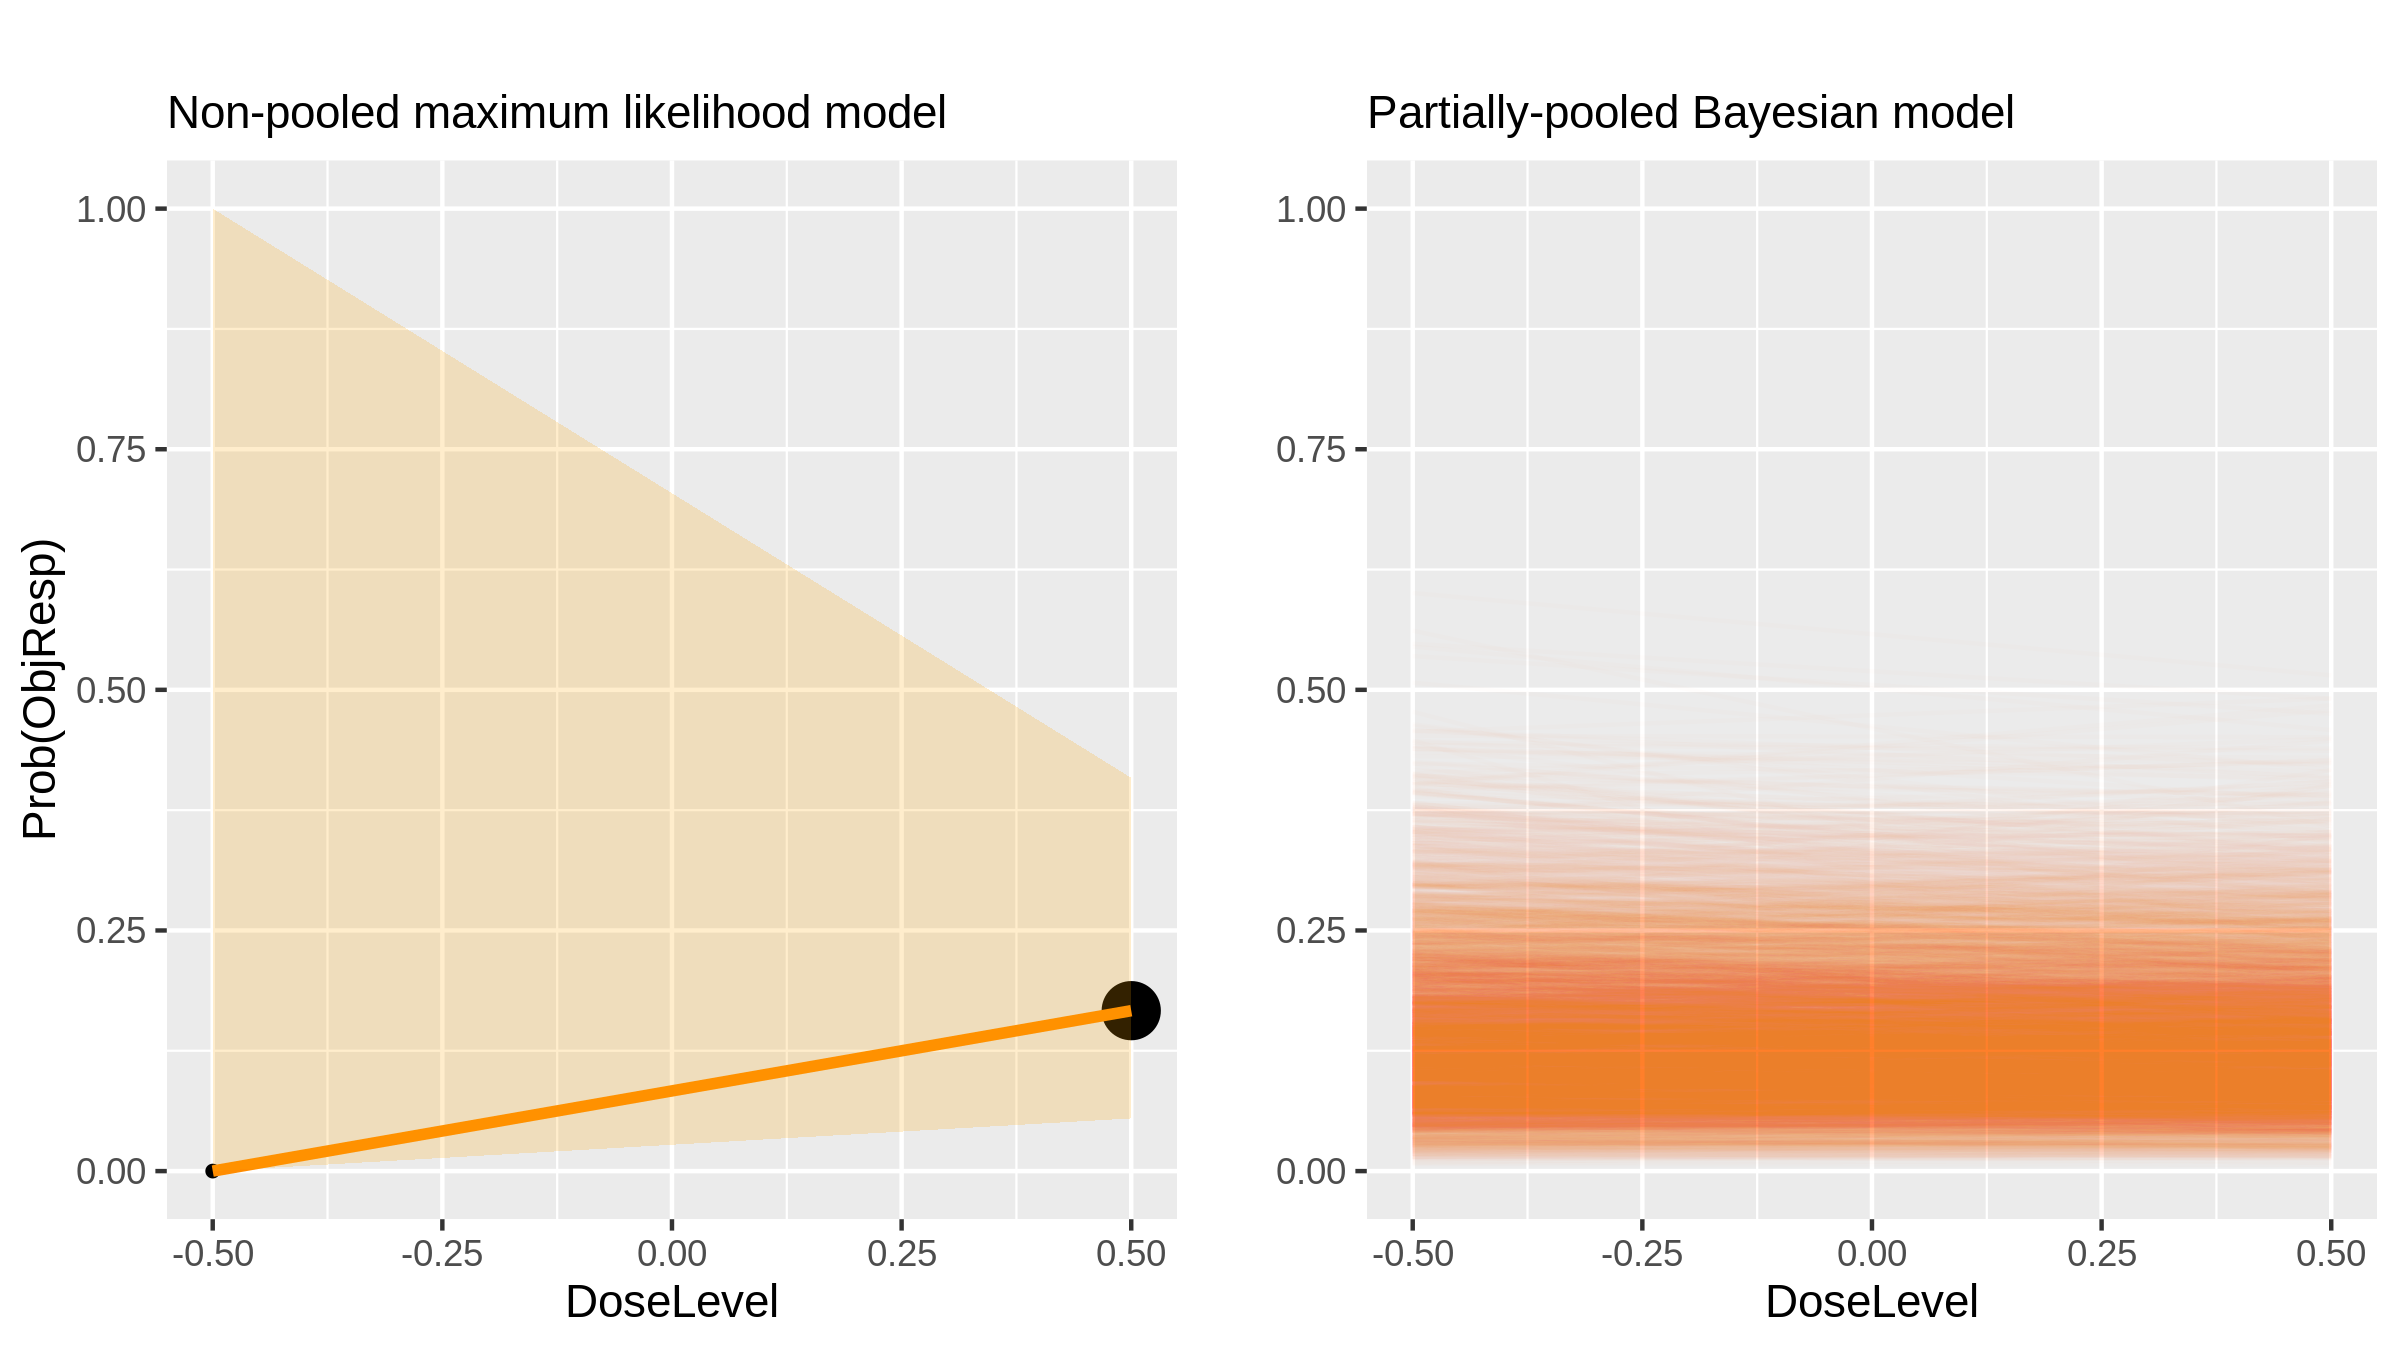 Non-pooled maximum likelihood model
Prob(ObjResp)
1.00
0.75
0.50
0.25
0.00
-0.50 -0.25 0.00 0.25 0.50
DoseLevel
Partially-pooled Bayesian model
1.00
0.75
0.50
0.25
0.00
-0.50 -0.25 0.00 0.25 0.50
DoseLevel